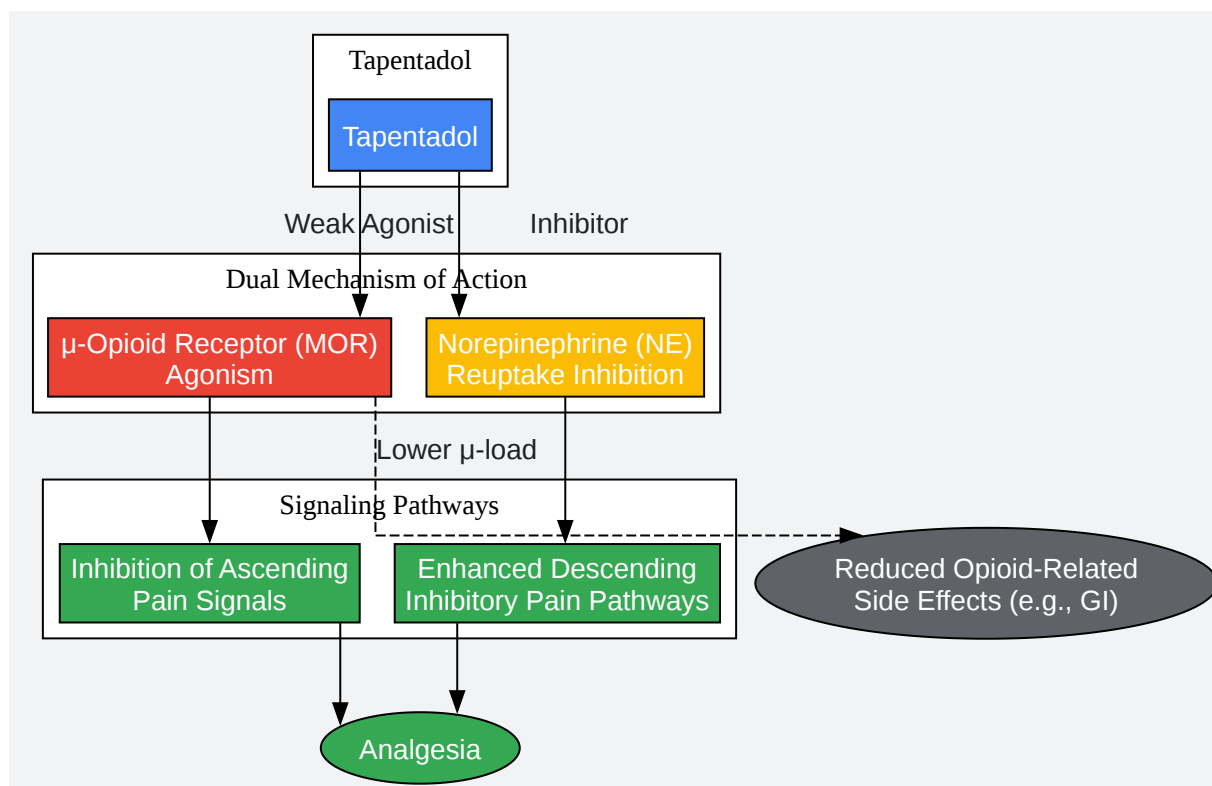 Tapentadol
Tapentadol
Weak Agonist
Inhibitor
Dual Mechanism of Action
μ-Opioid Receptor (MOR)
Agonism
Norepinephrine (NE)
Reuptake Inhibition
Lower μ-load
Signaling Pathways
Inhibition of Ascending
Pain Signals
Enhanced Descending
Inhibitory Pain Pathways
Reduced Opioid-Related
Side Effects (e.g., GI)
Analgesia